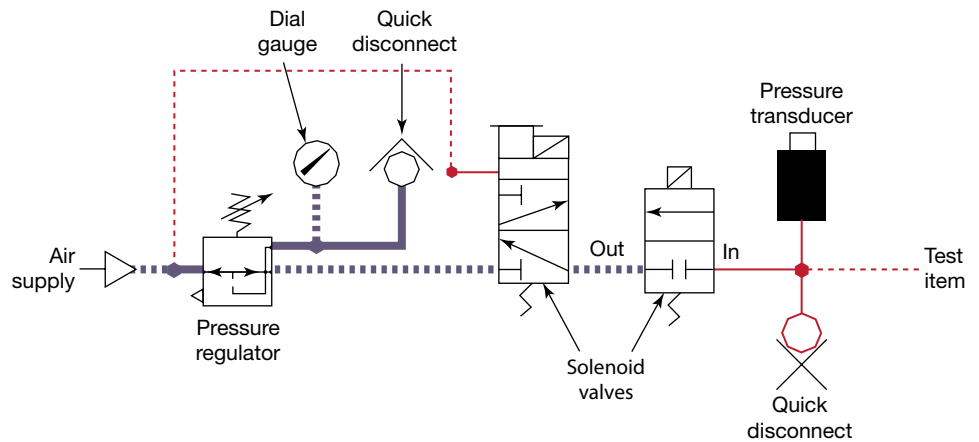 Dial
gauge
Quick
disconnect
Pressure
transducer
Air
supply
Out
In
Test
item
Pressure
regulator
Solenoid
valves
Quick
disconnect